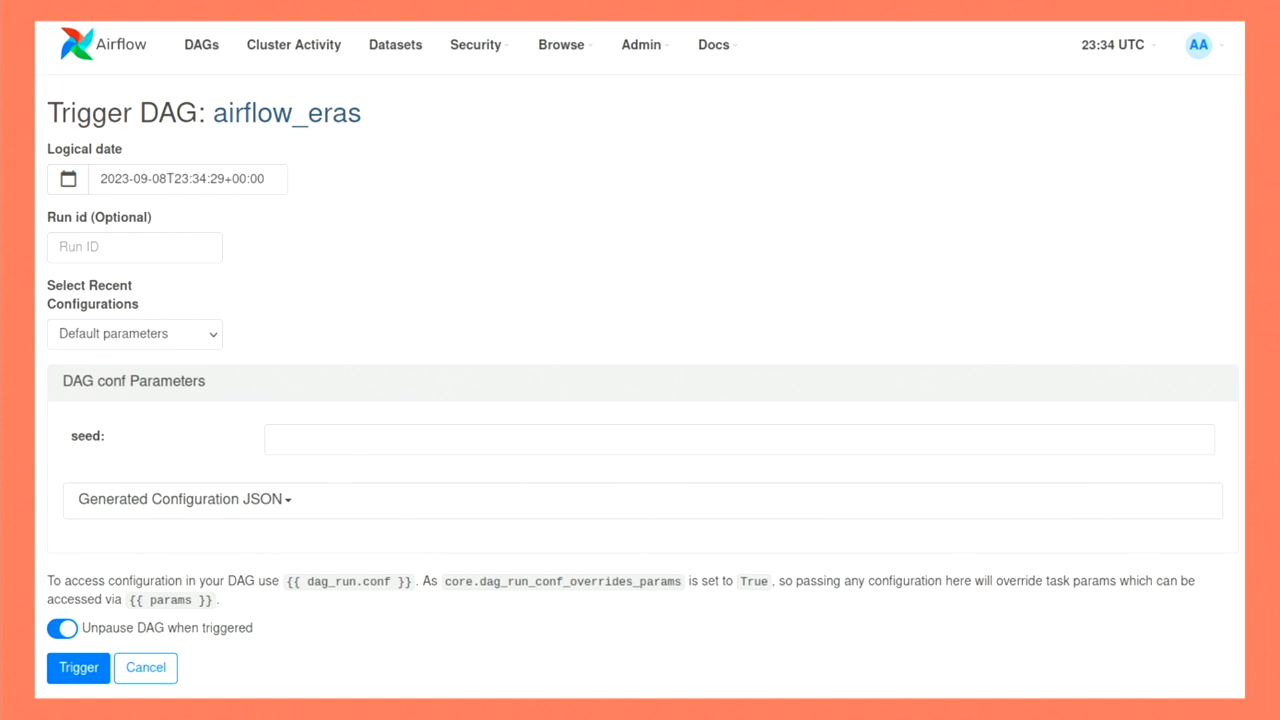 Airflow DAGs Cluster Activity Datasets Security Browse Admin Docs 23:34 UTC AA
Trigger DAG: airflow_eras
Logical date
2023-09-08T23:34:29+00:00
Run id (Optional)
Run ID
Select Recent
Configurations
Default parameters
DAG conf Parameters
seed:
Generated Configuration JSON
To access configuration in your DAG use {{ dag_run.conf }}. As core.dag_run_conf_overrides_params is set to True, so passing any configuration here will override task params which can be
accessed via {{ params }}.
Unpause DAG when triggered
Trigger Cancel